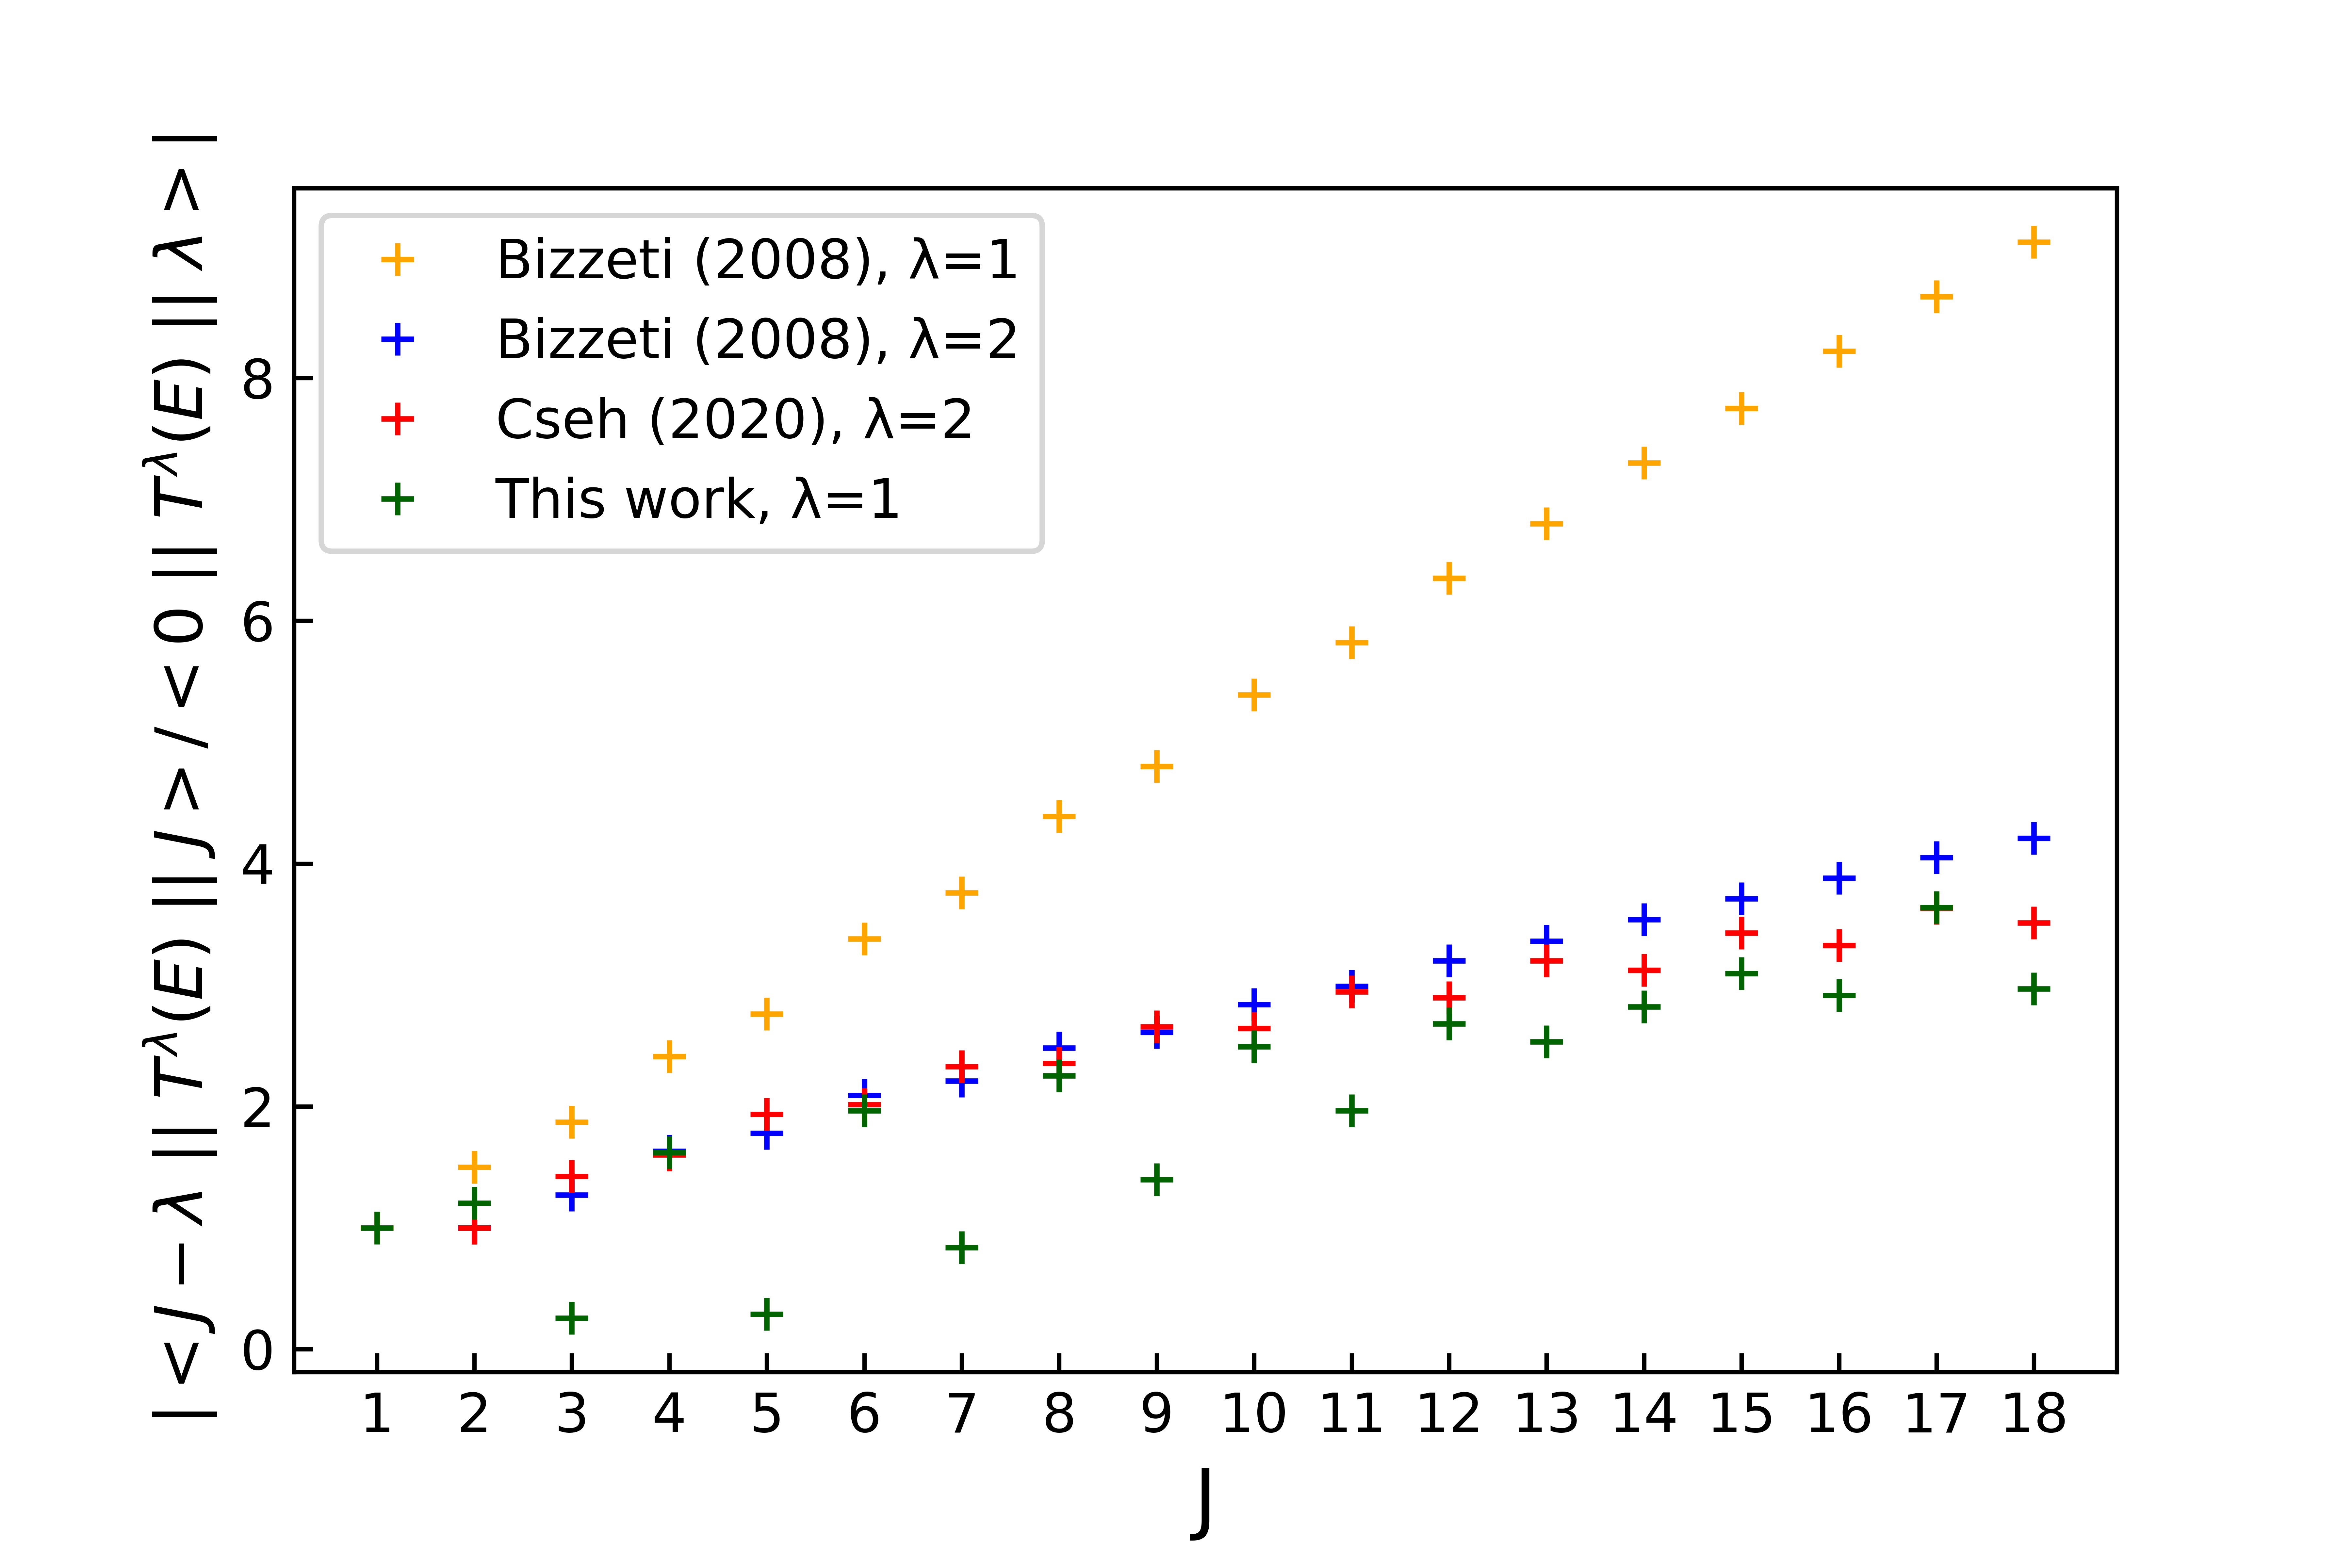 |< J − λ || T^λ(E) || J > / < 0 || T^λ(E) || λ >|
Bizzeti (2008), λ=1
Bizzeti (2008), λ=2
Cseh (2020), λ=2
This work, λ=1
8
6
4
2
0
1 2 3 4 5 6 7 8 9 10 11 12 13 14 15 16 17 18
J